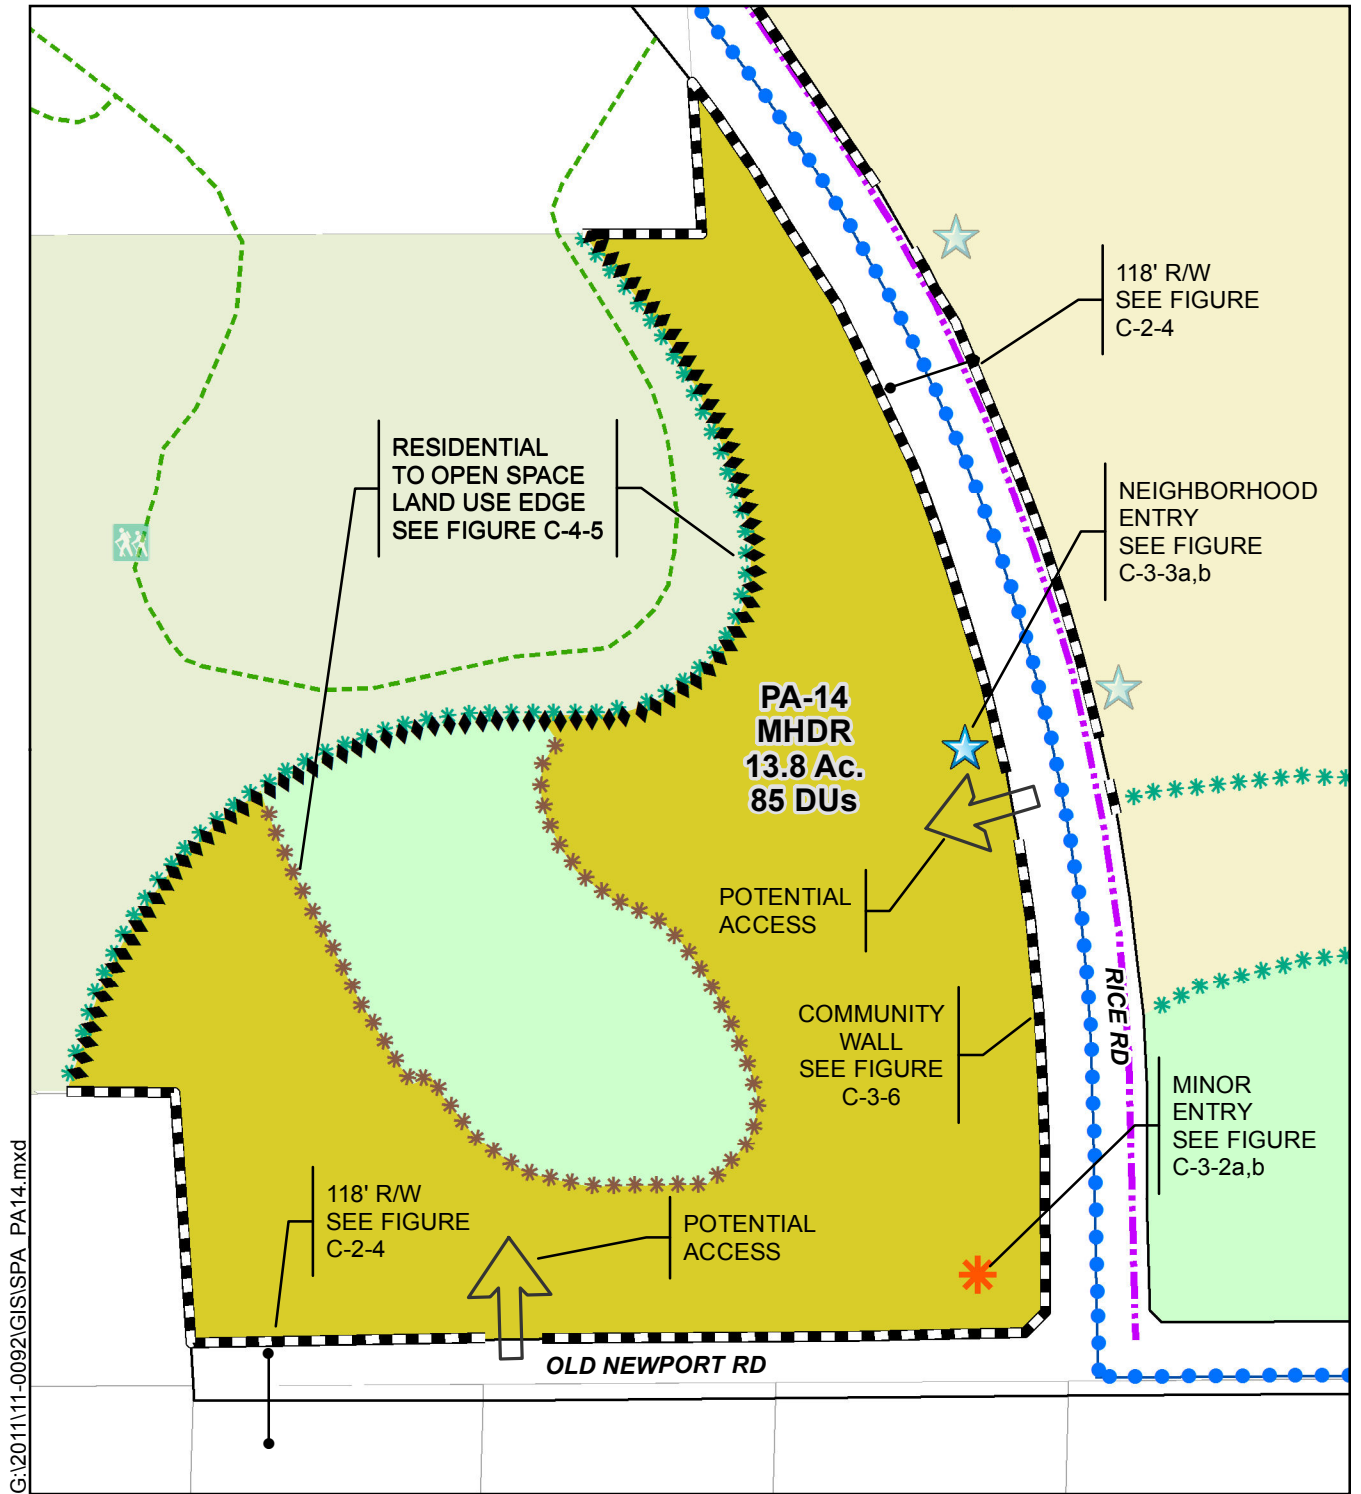 118' R/W
SEE FIGURE
C-2-4
RESIDENTIAL
TO OPEN SPACE
LAND USE EDGE
SEE FIGURE C-4-5
NEIGHBORHOOD
ENTRY
SEE FIGURE
C-3-3a,b
PA-14
MHDR
13.8 Ac.
85 DUs
POTENTIAL
ACCESS
RICE RD
COMMUNITY
WALL
SEE FIGURE
C-3-6
MINOR
ENTRY
SEE FIGURE
C-3-2a,b
118' R/W
SEE FIGURE
C-2-4
POTENTIAL
ACCESS
OLD NEWPORT RD
G:\2011\11-0092\GIS\SPA_PA14.mxd